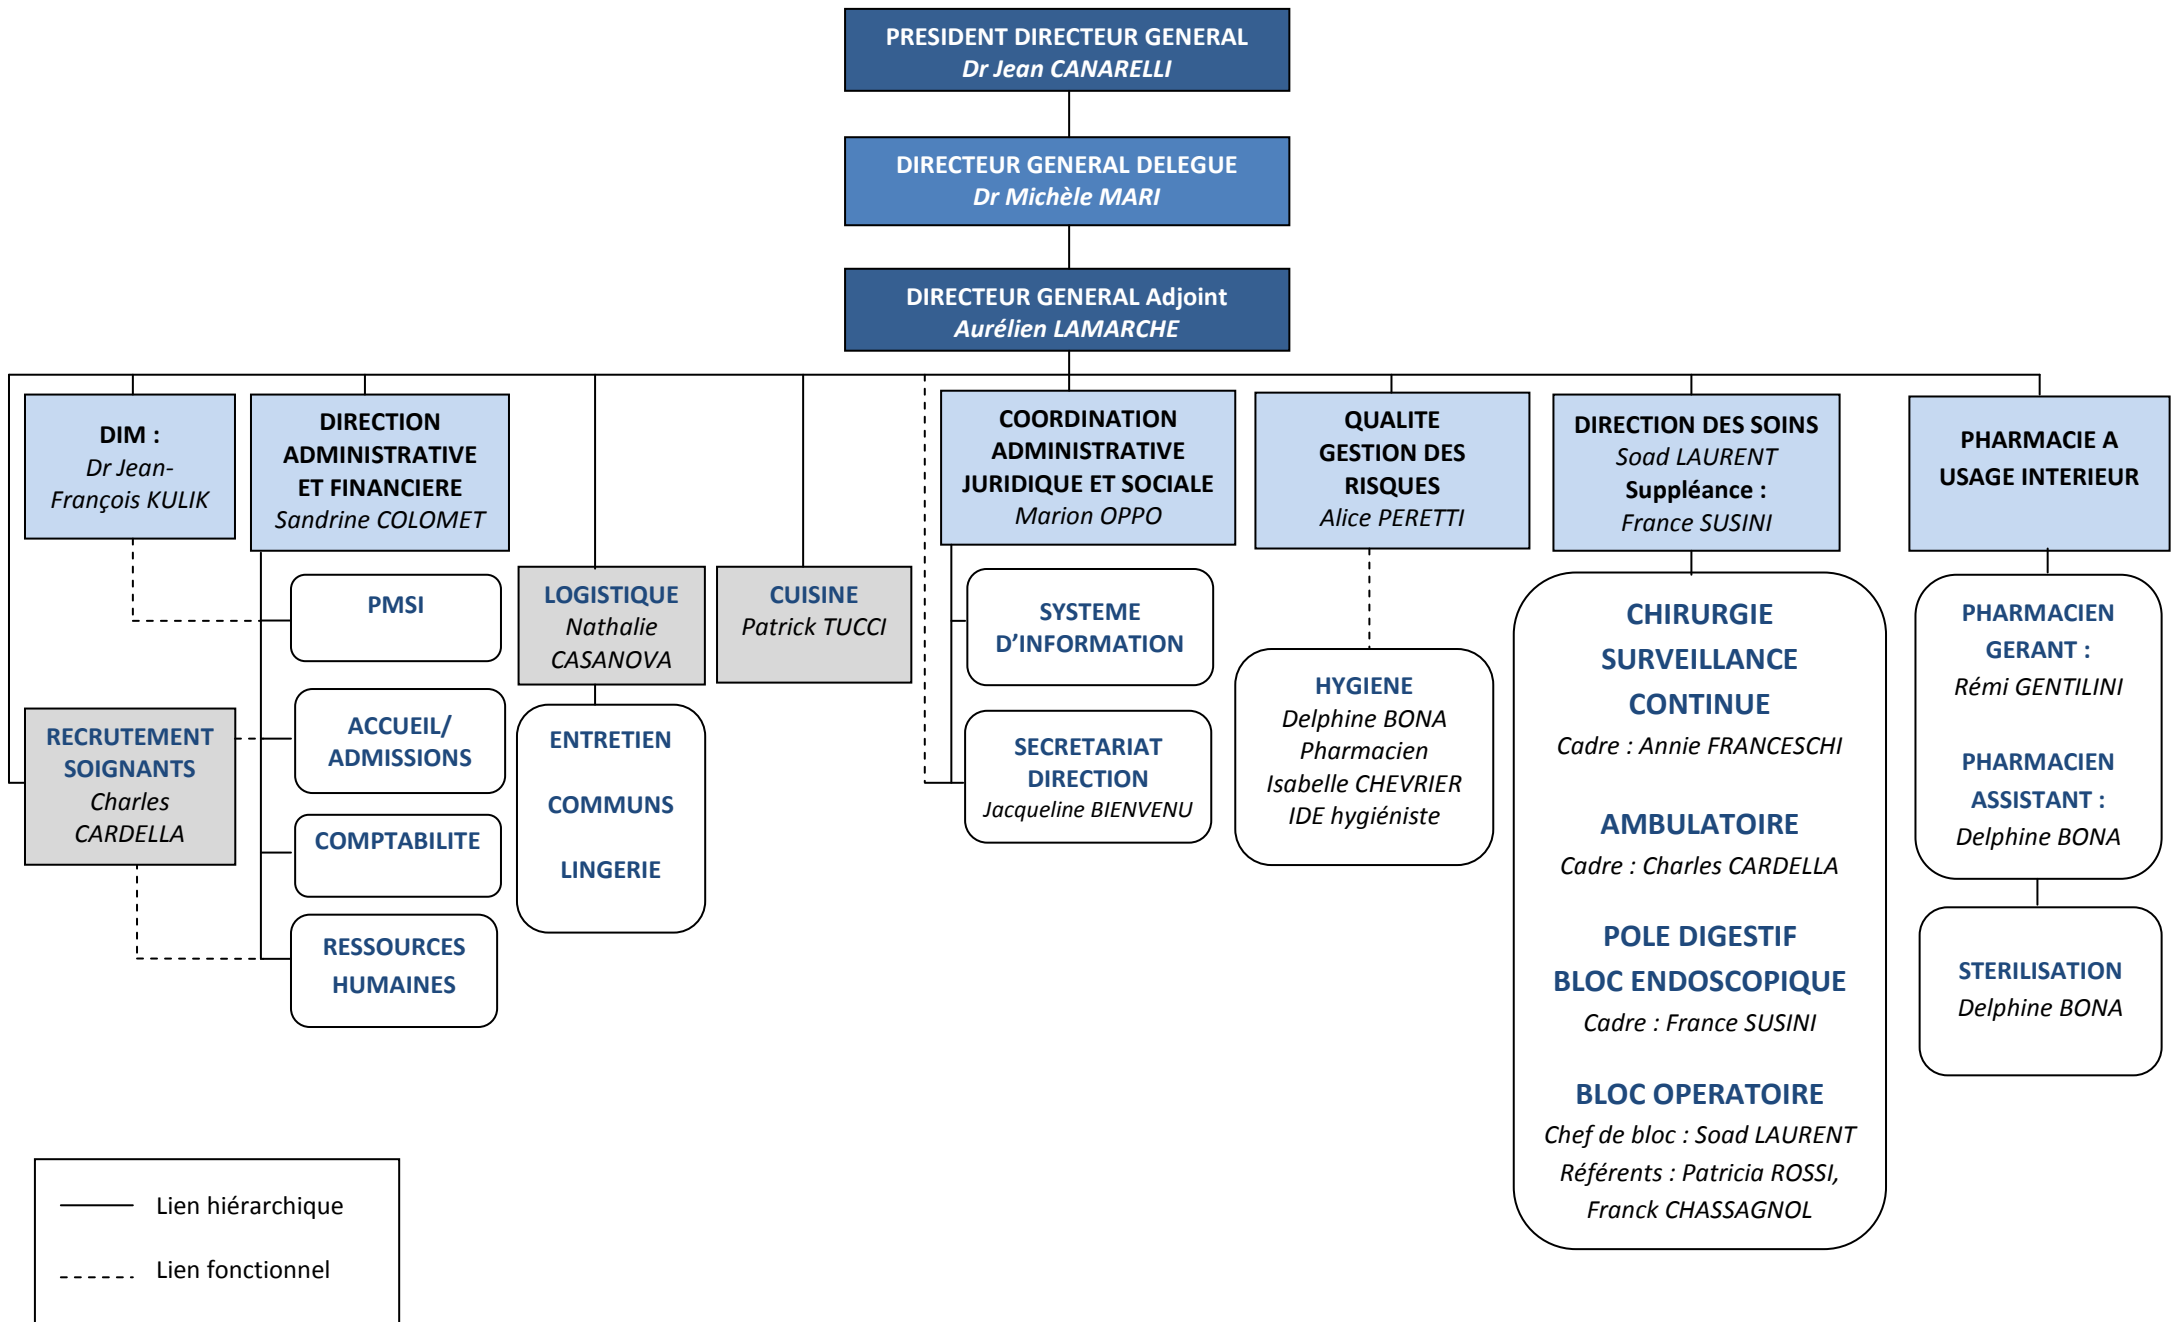 PRESIDENT DIRECTEUR GENERAL
Dr Jean CANARELLI
DIRECTEUR GENERAL DELEGUE
Dr Michèle MARI
DIRECTEUR GENERAL Adjoint
Aurélien LAMARCHE
DIM :
Dr Jean-
François KULIK
DIRECTION
ADMINISTRATIVE
ET FINANCIERE
Sandrine COLOMET
COORDINATION
ADMINISTRATIVE
JURIDIQUE ET SOCIALE
Marion OPPO
QUALITE
GESTION DES
RISQUES
Alice PERETTI
DIRECTION DES SOINS
Soad LAURENT
Suppléance :
France SUSINI
PHARMACIE A
USAGE INTERIEUR
PMSI
LOGISTIQUE
Nathalie
CASANOVA
CUISINE
Patrick TUCCI
RECRUTEMENT
SOIGNANTS
Charles
CARDELLA
ACCUEIL/
ADMISSIONS
COMPTABILITE
RESSOURCES
HUMAINES
ENTRETIEN
COMMUNS
LINGERIE
SYSTEME
D’INFORMATION
SECRETARIAT
DIRECTION
Jacqueline BIENVENU
HYGIENE
Delphine BONA
Pharmacien
Isabelle CHEVRIER
IDE hygiéniste
CHIRURGIE
SURVEILLANCE
CONTINUE
Cadre : Annie FRANCESCHI
AMBULATOIRE
Cadre : Charles CARDELLA
POLE DIGESTIF
BLOC ENDOSCOPIQUE
Cadre : France SUSINI
BLOC OPERATOIRE
Chef de bloc : Soad LAURENT
Référents : Patricia ROSSI,
Franck CHASSAGNOL
PHARMACIEN
GERANT :
Rémi GENTILINI
PHARMACIEN
ASSISTANT :
Delphine BONA
STERILISATION
Delphine BONA
Lien hiérarchique
Lien fonctionnel